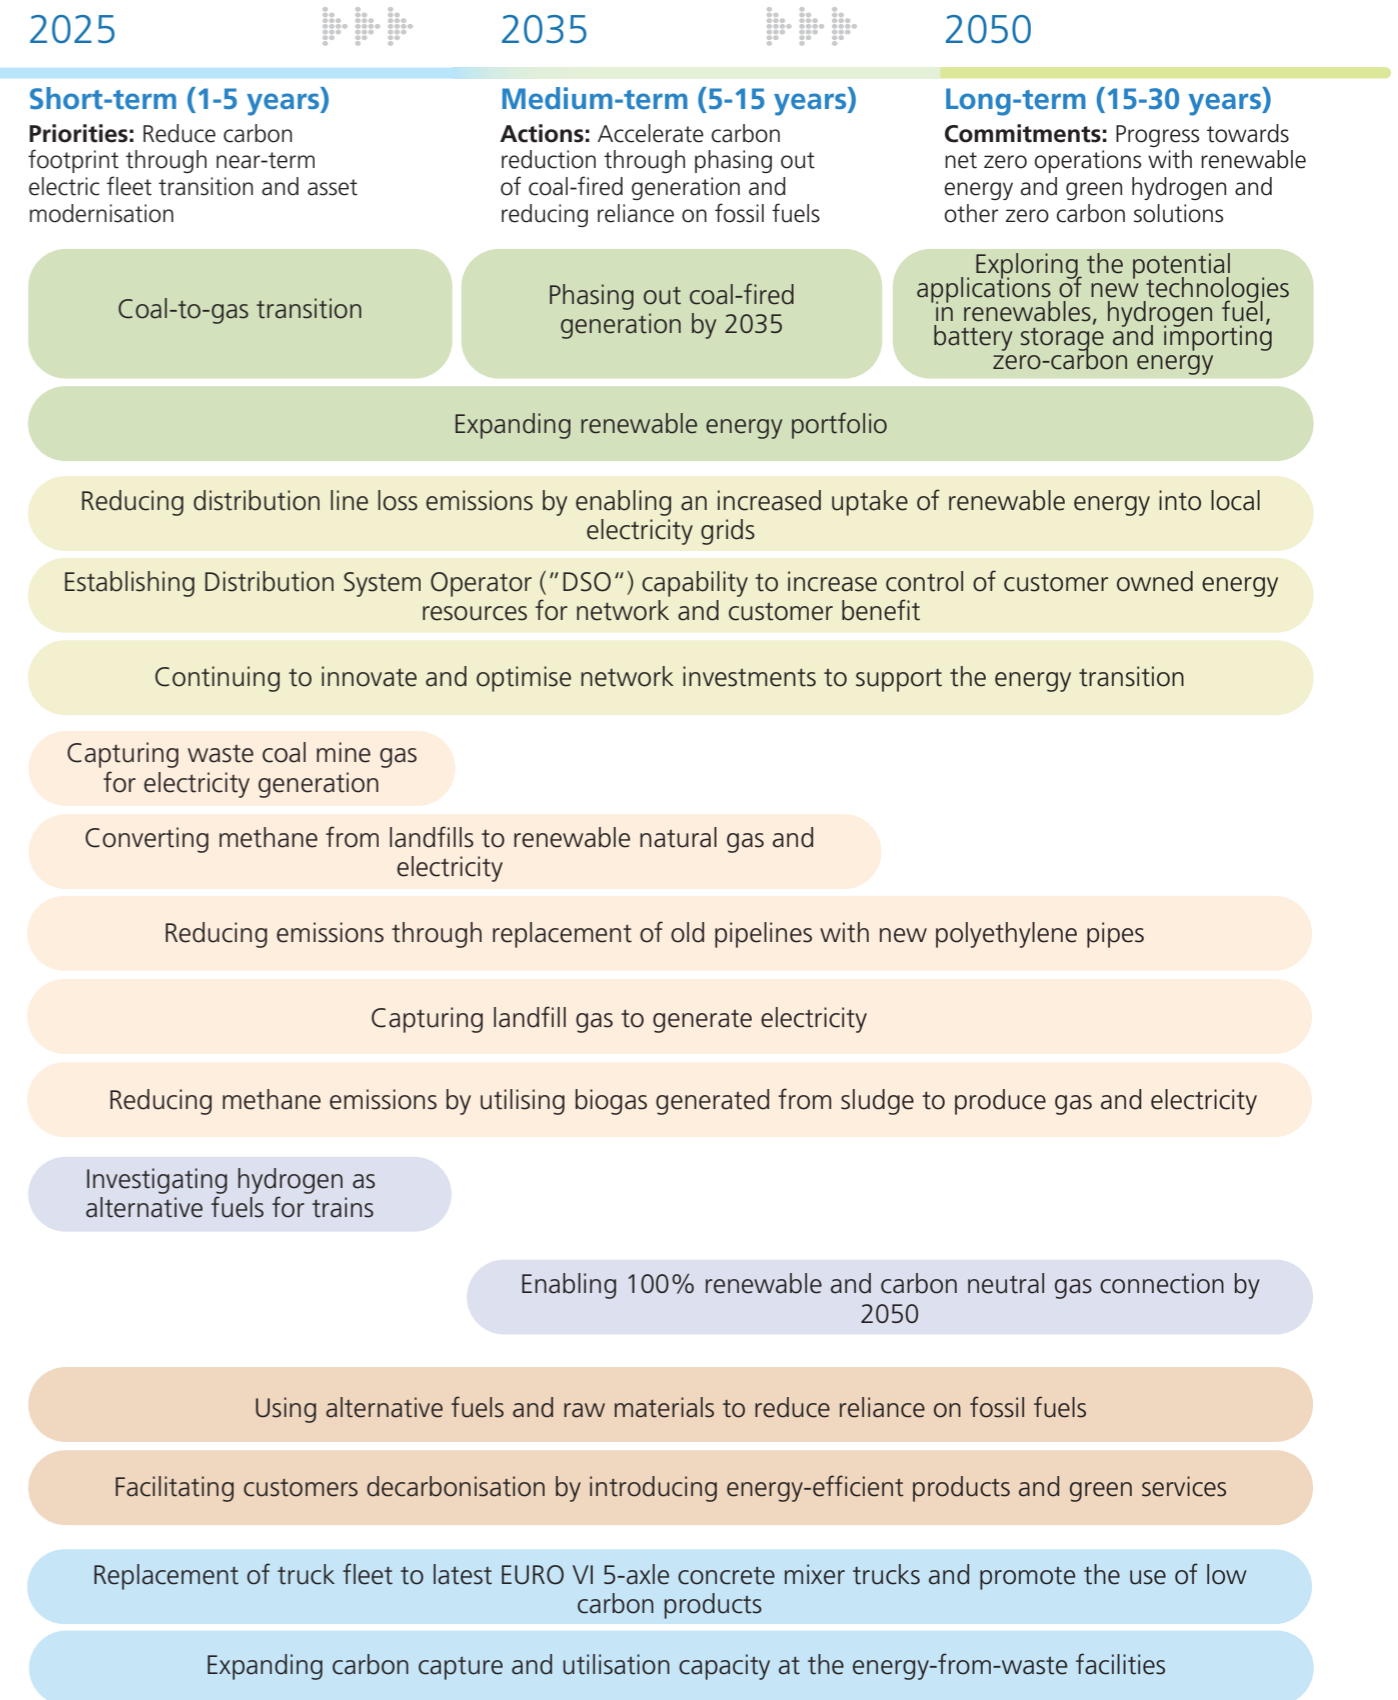 2025
2035
2050
Short-term (1-5 years)
Priorities: Reduce carbon
footprint through near-term
electric fleet transition and asset
modernisation
Medium-term (5-15 years)
Actions: Accelerate carbon
reduction through phasing out
of coal-fired generation and
reducing reliance on fossil fuels
Long-term (15-30 years)
Commitments: Progress towards
net zero operations with renewable
energy and green hydrogen and
other zero carbon solutions
Coal-to-gas transition
Phasing out coal-fired
generation by 2035
Exploring the potential
applications of new technologies
in renewables, hydrogen fuel,
battery storage and importing
zero-carbon energy
Expanding renewable energy portfolio
Reducing distribution line loss emissions by enabling an increased uptake of renewable energy into local
electricity grids
Establishing Distribution System Operator (“DSO“) capability to increase control of customer owned energy
resources for network and customer benefit
Continuing to innovate and optimise network investments to support the energy transition
Capturing waste coal mine gas
for electricity generation
Converting methane from landfills to renewable natural gas and
electricity
Reducing emissions through replacement of old pipelines with new polyethylene pipes
Capturing landfill gas to generate electricity
Reducing methane emissions by utilising biogas generated from sludge to produce gas and electricity
Investigating hydrogen as
alternative fuels for trains
Enabling 100% renewable and carbon neutral gas connection by
2050
Using alternative fuels and raw materials to reduce reliance on fossil fuels
Facilitating customers decarbonisation by introducing energy-efficient products and green services
Replacement of truck fleet to latest EURO VI 5-axle concrete mixer trucks and promote the use of low
carbon products
Expanding carbon capture and utilisation capacity at the energy-from-waste facilities